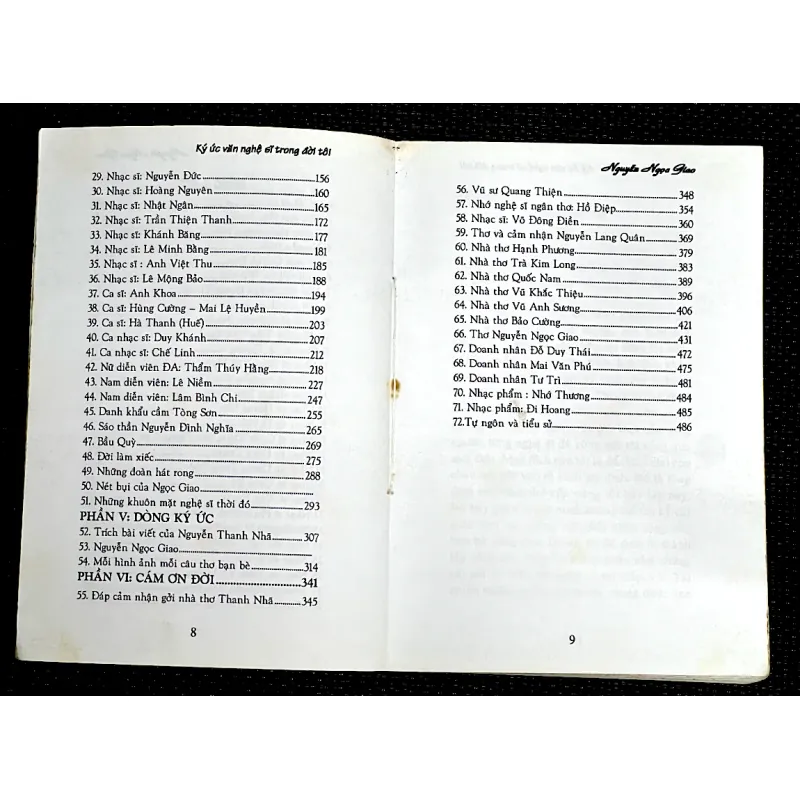 Ký ức văn nghệ sĩ trong đời tôi
29. Nhạc sĩ: Nguyễn Đức........156
30. Nhạc sĩ: Hoàng Nguyên........160
31. Nhạc sĩ: Nhật Ngân........165
32. Nhạc sĩ: Trần Thiện Thanh........172
33. Nhạc sĩ: Khánh Băng........177
34. Nhạc sĩ: Lê Minh Bằng........181
35. Nhạc sĩ : Anh Việt Thu........185
36. Nhạc sĩ: Lê Mộng Bảo........188
37. Ca sĩ: Anh Khoa........194
38. Ca sĩ: Hùng Cường – Mai Lệ Huyền........199
39. Ca sĩ: Hà Thanh (Huế)........203
40. Ca nhạc sĩ: Duy Khánh........207
41. Ca nhạc sĩ: Chế Linh........212
42. Nữ diễn viên ĐA: Thẩm Thúy Hằng........218
43. Nam diễn viên: Lê Niềm........227
44. Nam diễn viên: Lâm Bình Chi........247
45. Danh khẩu cầm Tòng Sơn........255
46. Sáo thần Nguyễn Đình Nghĩa........265
47. Bầu Quỳ........269
48. Đời làm xiếc........275
49. Những đoàn hát rong........288
50. Nét bụi của Ngọc Giao........
51. Những khuôn mặt nghệ sĩ thời đó........293
PHẦN V: DÒNG KÝ ỨC
52. Trích bài viết của Nguyễn Thanh Nhã........307
53. Nguyễn Ngọc Giao........
54. Mỗi hình ảnh mỗi câu thơ bạn bè........314
PHẦN VI: CẢM ƠN ĐỜI........341
55. Đáp cảm nhận gởi nhà thơ Thanh Nhã........345
8
Nguyễn Ngọc Giao
56. Vũ sư Quang Thiện........348
57. Nhớ nghệ sĩ ngân thơ: Hồ Điệp........354
58. Nhạc sĩ: Võ Đông Điền........360
59. Thơ và cảm nhận Nguyễn Lang Quân........369
60. Nhà thơ Hạnh Phương........379
61. Nhà thơ Trà Kim Long........383
62. Nhà thơ Quốc Nam........389
63. Nhà thơ Vũ Khắc Thiệu........396
64. Nhà thơ Vũ Anh Sương........406
65. Nhà thơ Bảo Cường........421
66. Thơ Nguyễn Ngọc Giao........431
67. Doanh nhân Đỗ Duy Thái........472
68. Doanh nhân Mai Văn Phú........475
69. Doanh nhân Tư Trì........481
70. Nhạc phẩm : Nhớ Thương........484
71. Nhạc phẩm: Đi Hoang........485
72.Tự ngôn và tiểu sử........486
9